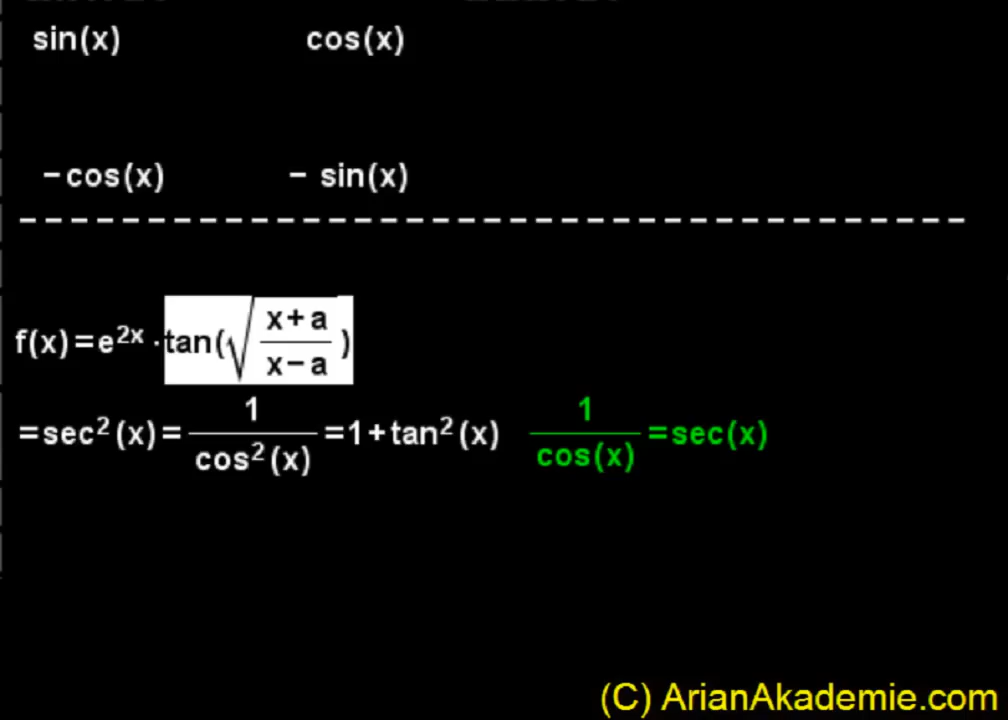 sin(x) cos(x)
-cos(x) - sin(x)
f(x)=e^2x · tan(√((x+a)/(x-a)))
=sec²(x)= 1/cos²(x) =1+tan²(x) 1/cos(x) =sec(x)
(C) ArianAkademie.com